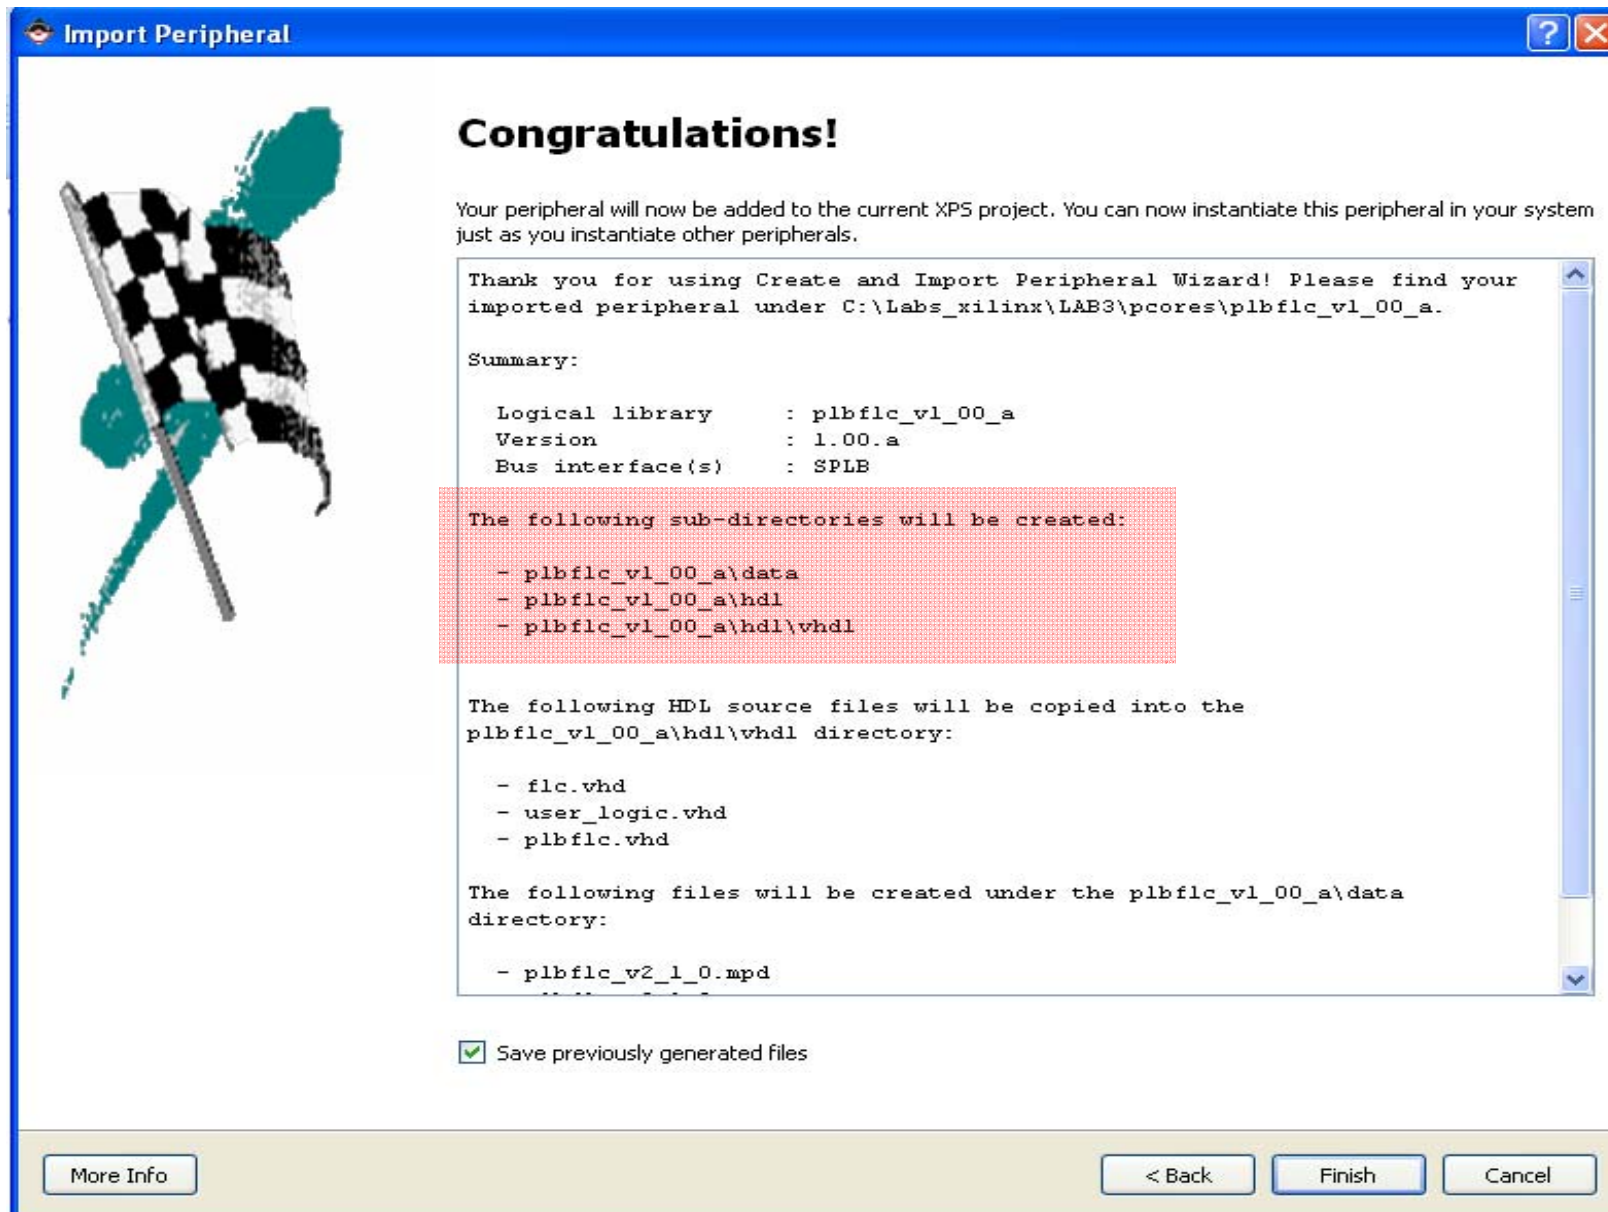 Import Peripheral
?
Congratulations!
Your peripheral will now be added to the current XPS project. You can now instantiate this peripheral in your system
just as you instantiate other peripherals.
Thank you for using Create and Import Peripheral Wizard! Please find your
imported peripheral under C:\Labs_xilinx\LAB3\pcores\plbflc_v1_00_a.
Summary:
Logical library : plbflc_v1_00_a
Version : 1.00.a
Bus interface(s) : SPLB
The following sub-directories will be created:
- plbflc_v1_00_a\data
- plbflc_v1_00_a\hdl
- plbflc_v1_00_a\hdl\vhdl
The following HDL source files will be copied into the
plbflc_v1_00_a\hdl\vhdl directory:
- flc.vhd
- user_logic.vhd
- plbflc.vhd
The following files will be created under the plbflc_v1_00_a\data
directory:
- plbflc_v2_1_0.mpd
Save previously generated files
More Info
< Back
Finish
Cancel